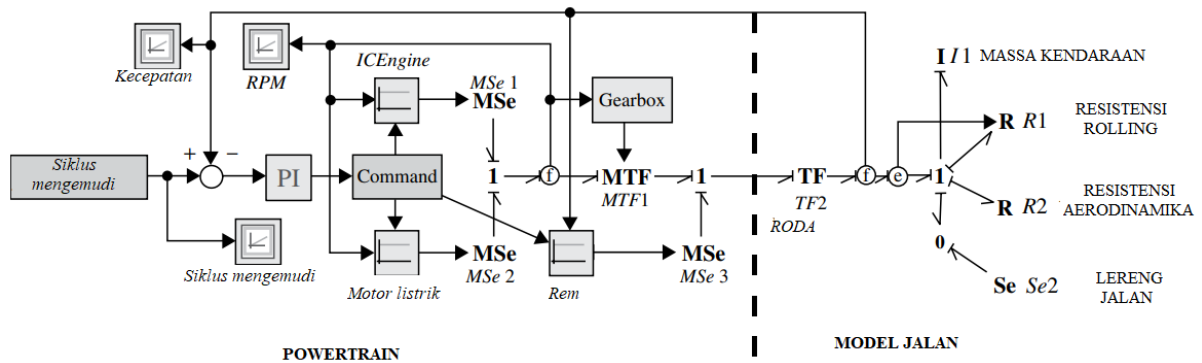 Kecepatan
RPM
ICEngine
MSe 1
MSe
Gearbox
I I1 MASSA KENDARAAN
R R1 RESISTENSI
ROLLING
Siklus
mengemudi
+
−
PI
Command
1
f
MTF
MTF1
1
TF
TF2
RODA
f
e
1
R R2 RESISTENSI
AERODINAMIKA
0
Siklus mengemudi
Motor listrik
MSe
MSe 2
Rem
MSe
MSe 3
Se Se2 LERENG
JALAN
POWERTRAIN
MODEL JALAN